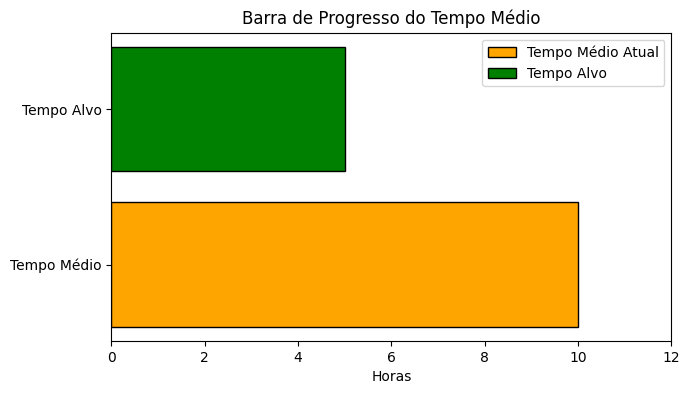 Barra de Progresso do Tempo Médio
Tempo Médio Atual
Tempo Alvo
Tempo Alvo
Tempo Médio
0 2 4 6 8 10 12
Horas